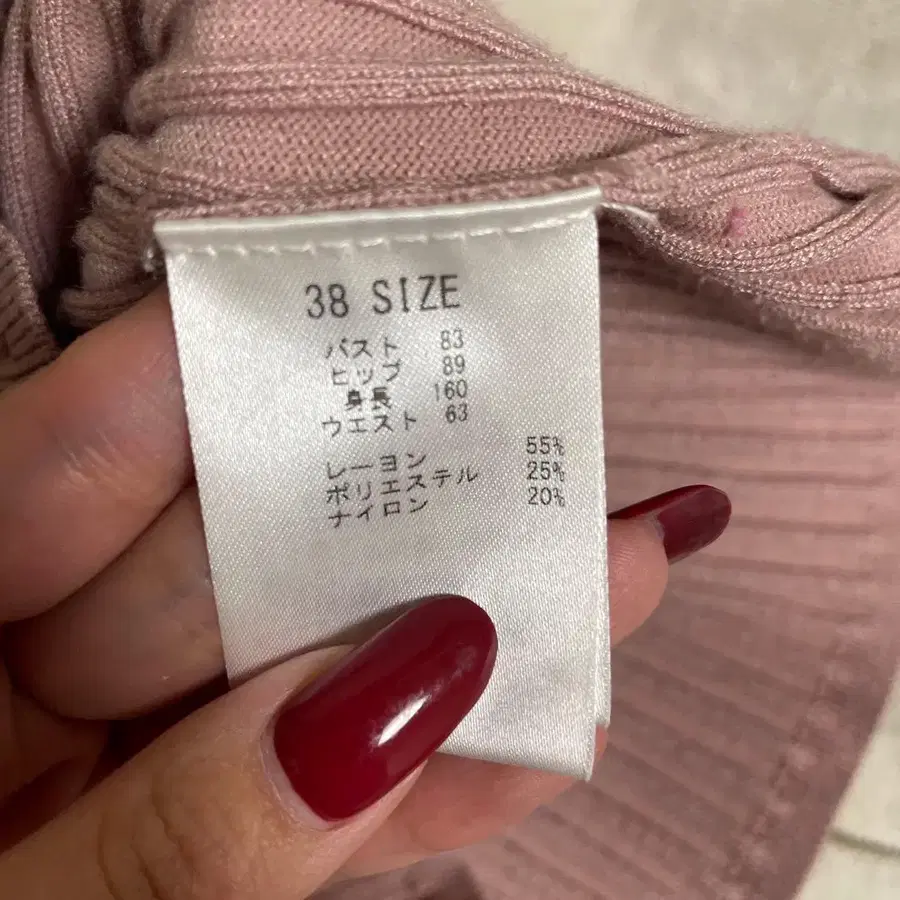 38 SIZE
バスト 83
ヒップ 89
身長 160
ウエスト 63
レーヨン 55%
ポリエステル 25%
ナイロン 20%